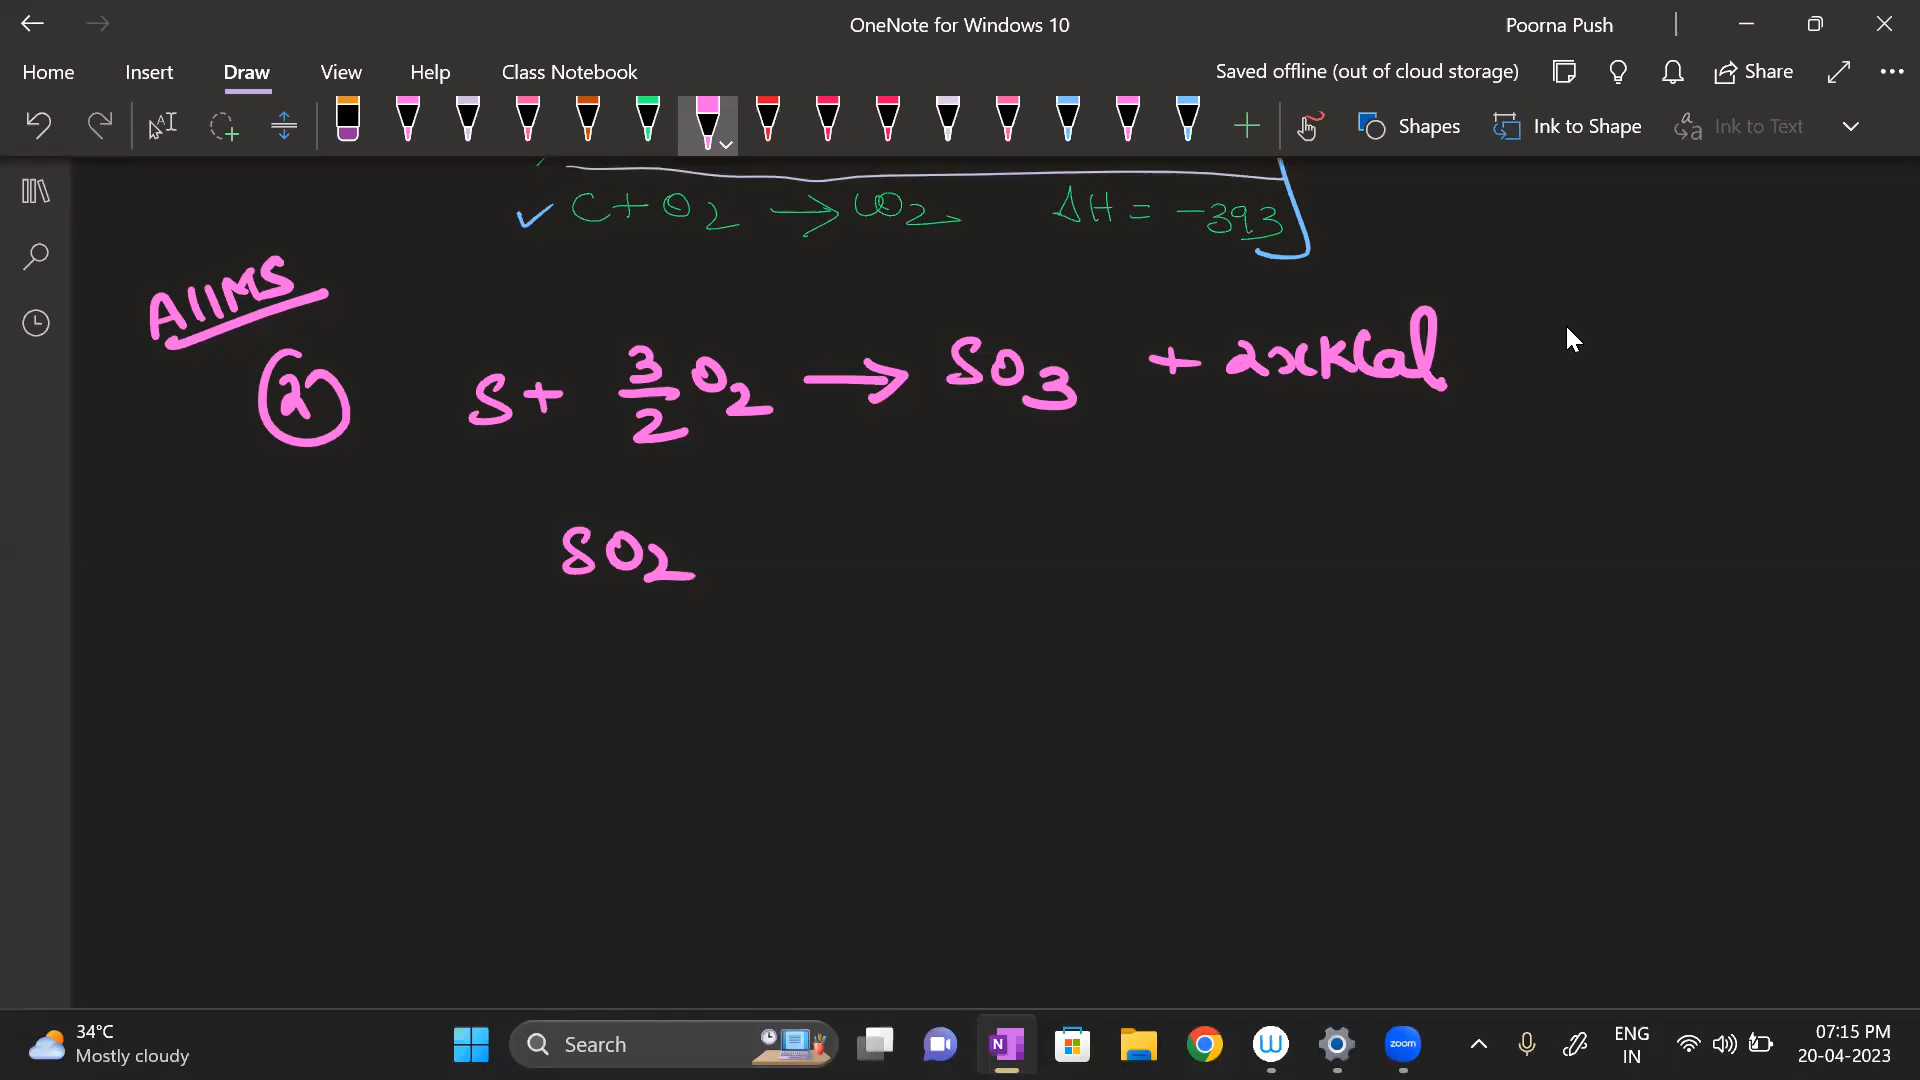 OneNote for Windows 10
Poorna Push
Home Insert Draw View Help Class Notebook
Saved offline (out of cloud storage)
Share
Shapes
Ink to Shape
Ink to Text
C + O2 → CO2 ΔH = -393
AIIMS
2) S + 3/2 O2 → SO3 + 2x kCal
SO2
34°C
Mostly cloudy
Search
zoom
ENG
IN
07:15 PM
20-04-2023